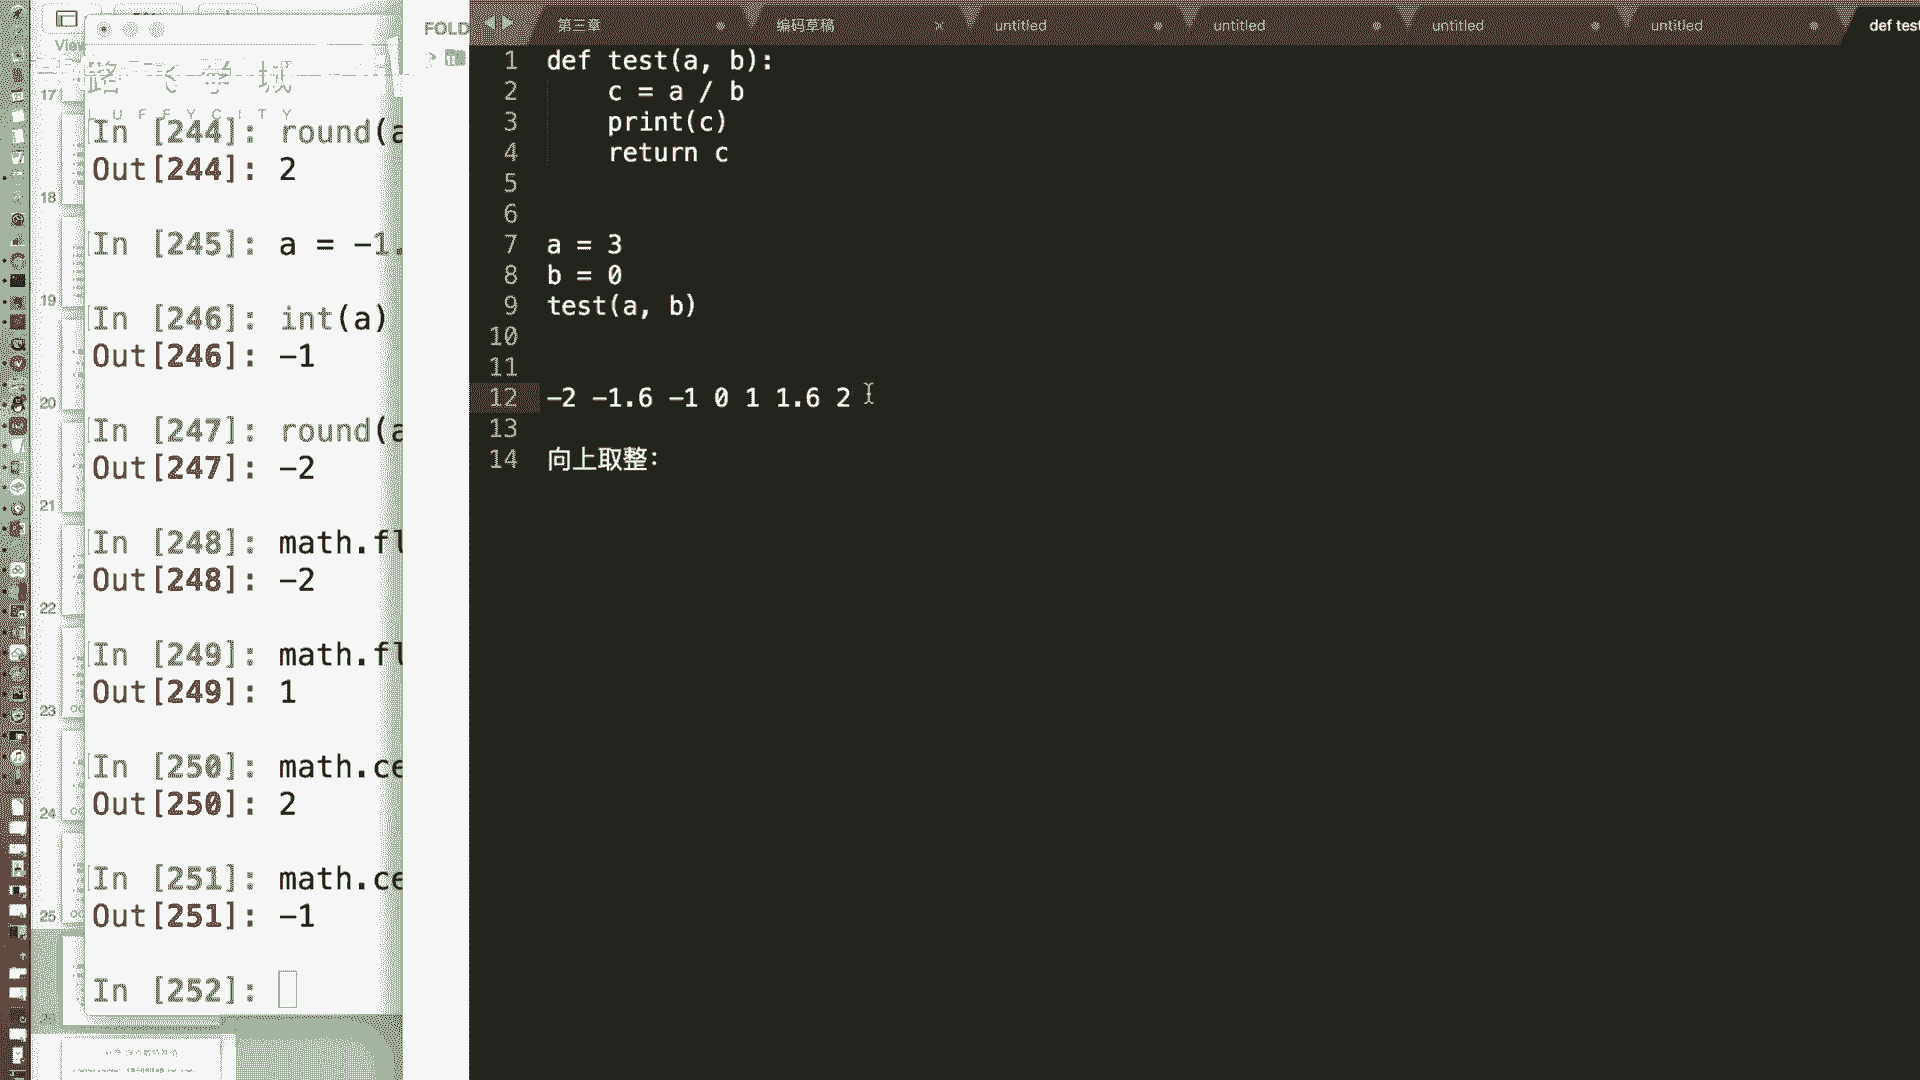 View
路飞学城
LUFFYCITY
17
18
19
20
21
22
23
24
25
In [244]: round(a
Out[244]: 2
In [245]: a = -1.
In [246]: int(a)
Out[246]: -1
In [247]: round(a
Out[247]: -2
In [248]: math.fl
Out[248]: -2
In [249]: math.fl
Out[249]: 1
In [250]: math.ce
Out[250]: 2
In [251]: math.ce
Out[251]: -1
In [252]:
FOLD
第三章
编码草稿
untitled
untitled
untitled
untitled
def test
1 def test(a, b):
2 c = a / b
3 print(c)
4 return c
5
6
7 a = 3
8 b = 0
9 test(a, b)
10
11
12 -2 -1.6 -1 0 1 1.6 2
13
14 向上取整: